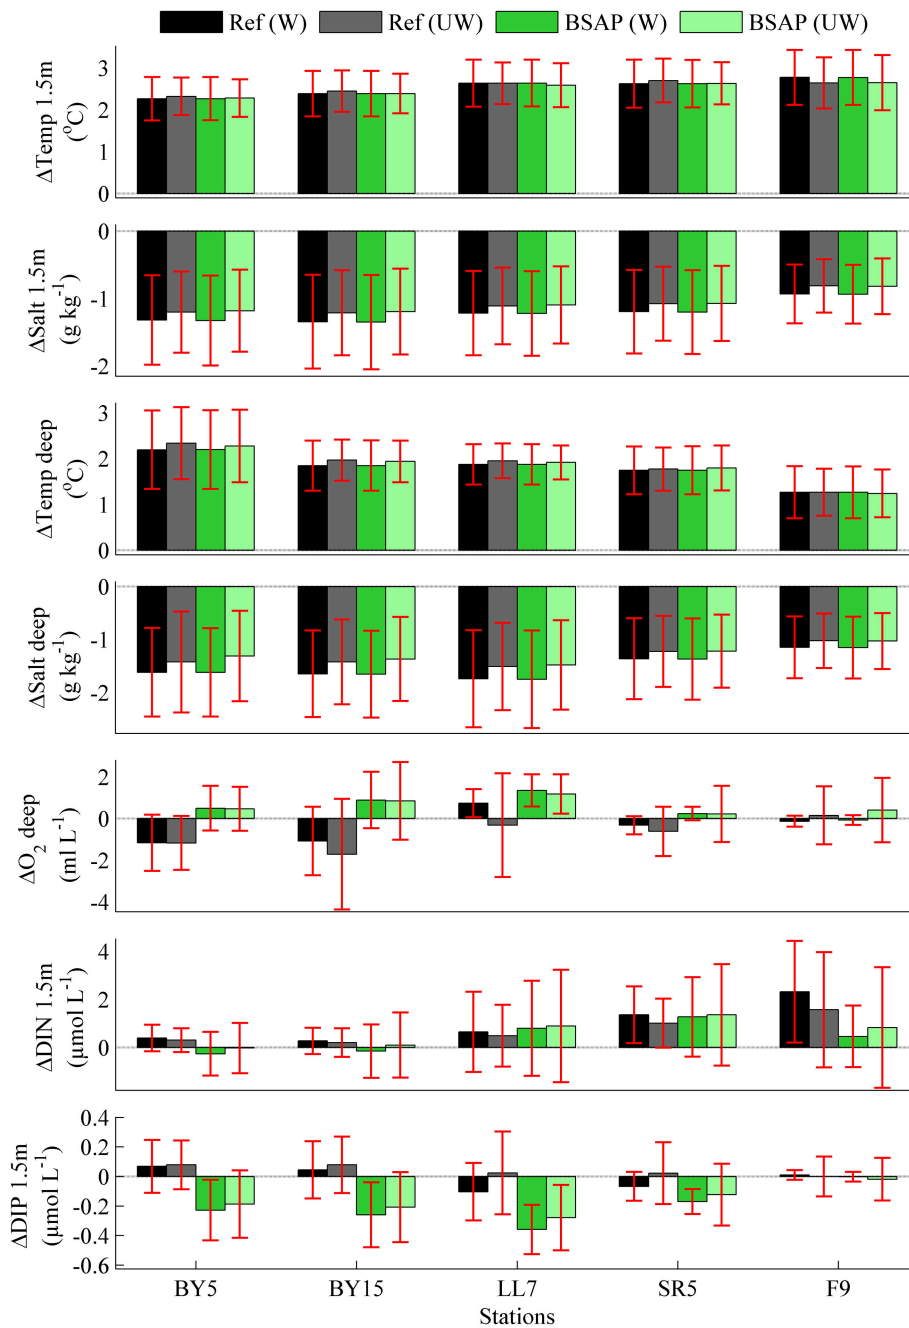 Ref (W) Ref (UW) BSAP (W) BSAP (UW)
ΔTemp 1.5m
(°C)
3
2
1
0
ΔSalt 1.5m
(g kg⁻¹)
0
-1
-2
ΔTemp deep
(°C)
3
2
1
0
ΔSalt deep
(g kg⁻¹)
0
-1
-2
ΔO₂ deep
(ml L⁻¹)
2
0
-2
-4
ΔDIN 1.5m
(μmol L⁻¹)
4
2
0
ΔDIP 1.5m
(μmol L⁻¹)
0.4
0.2
0
-0.2
-0.4
-0.6
BY5 BY15 LL7 SR5 F9
Stations